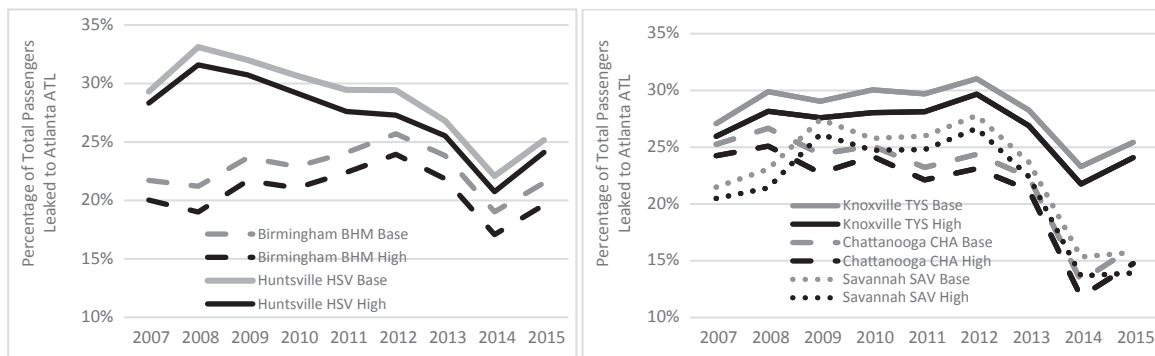 Percentage of Total Passengers
Leaked to Atlanta ATL
35%
30%
25%
20%
15%
10%
Birmingham BHM Base
Birmingham BHM High
Huntsville HSV Base
Huntsville HSV High
2007 2008 2009 2010 2011 2012 2013 2014 2015
Percentage of Total Passengers
Leaked to Atlanta ATL
35%
30%
25%
20%
15%
10%
Knoxville TYS Base
Knoxville TYS High
Chattanooga CHA Base
Chattanooga CHA High
Savannah SAV Base
Savannah SAV High
2007 2008 2009 2010 2011 2012 2013 2014 2015